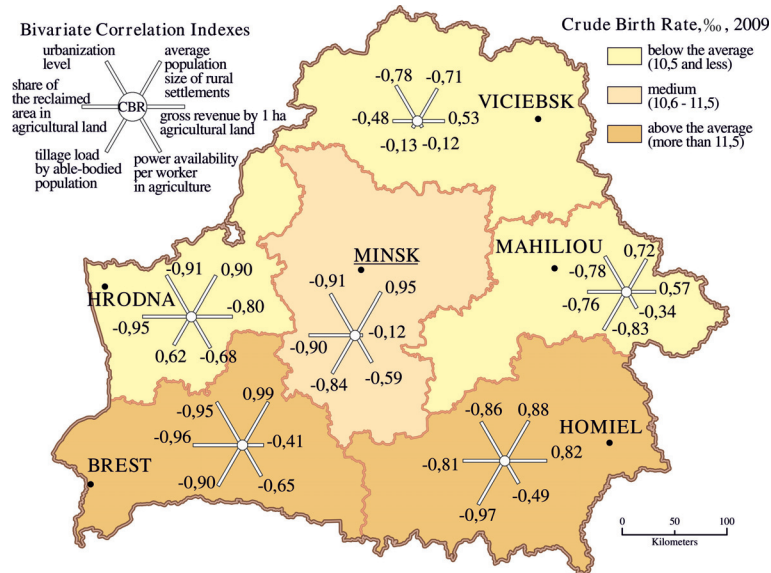 Bivariate Correlation Indexes
urbanization
level
average
population
size of rural
settlements
share of
the reclaimed
area in
agricultural land
CBR
gross revenue by 1 ha
agricultural land
tillage load
by able-bodied
population
power availability
per worker
in agriculture
Crude Birth Rate,‰, 2009
below the average
(10,5 and less)
medium
(10,6 - 11,5)
above the average
(more than 11,5)
-0,78
-0,71
-0,48
0,53
-0,13
-0,12
VICIEBSK
MINSK
-0,91
0,95
-0,90
-0,12
-0,84
-0,59
MAHILIOU
-0,78
0,72
-0,76
0,57
-0,34
-0,83
HRODNA
-0,91
0,90
-0,95
-0,80
0,62
-0,68
BREST
-0,95
0,99
-0,96
-0,41
-0,90
-0,65
HOMIEL
-0,86
0,88
-0,81
0,82
-0,97
-0,49
0 50 100
Kilometers